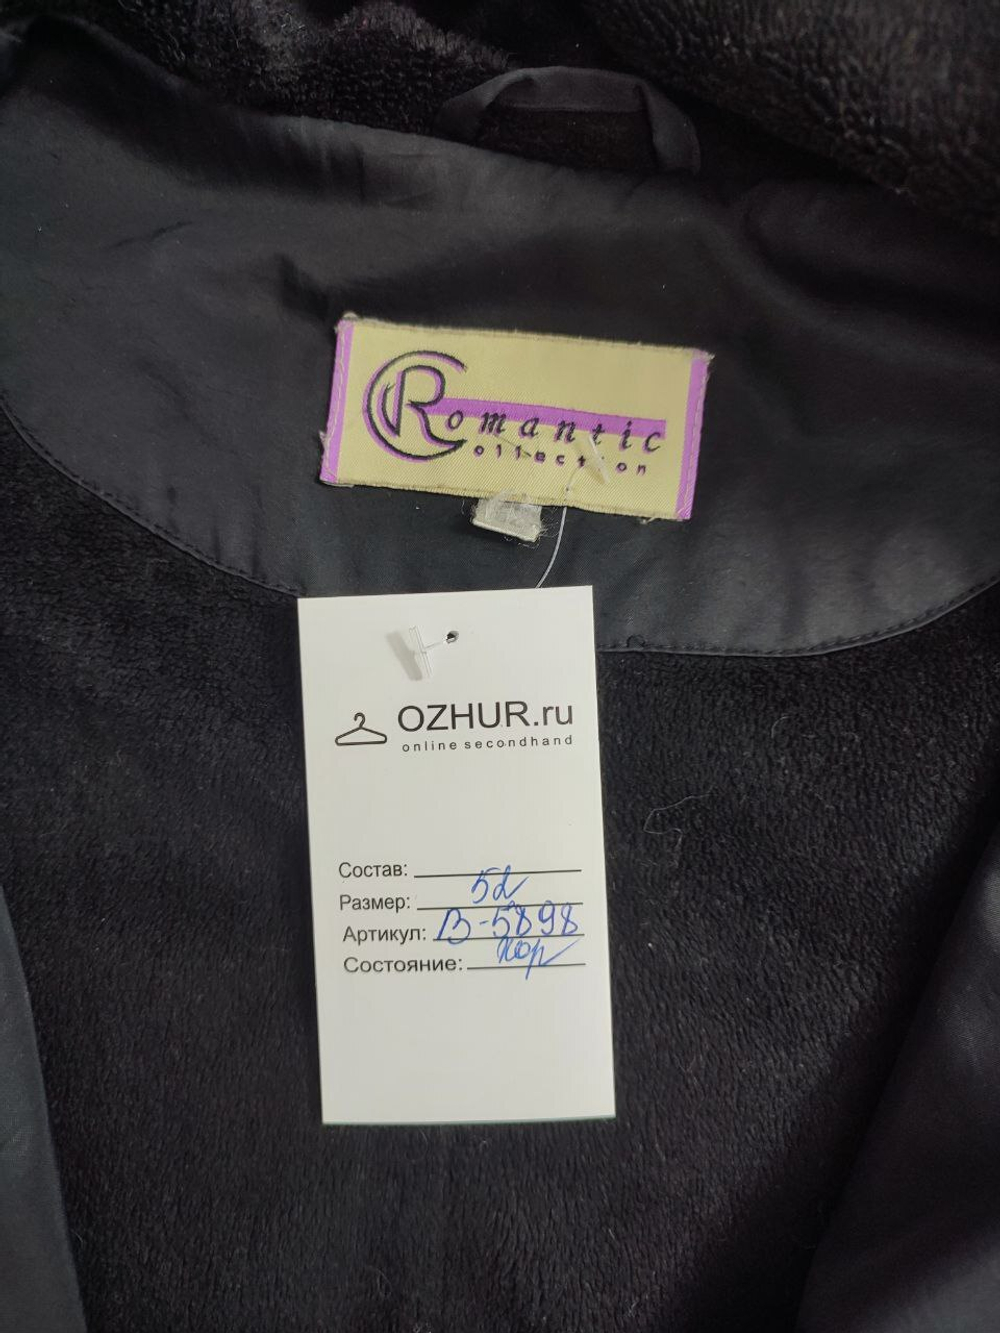 Romantic
Collection
OZHUR.ru
online secondhand
Состав:
Размер: 52
Артикул: В-5898
Состояние: хор